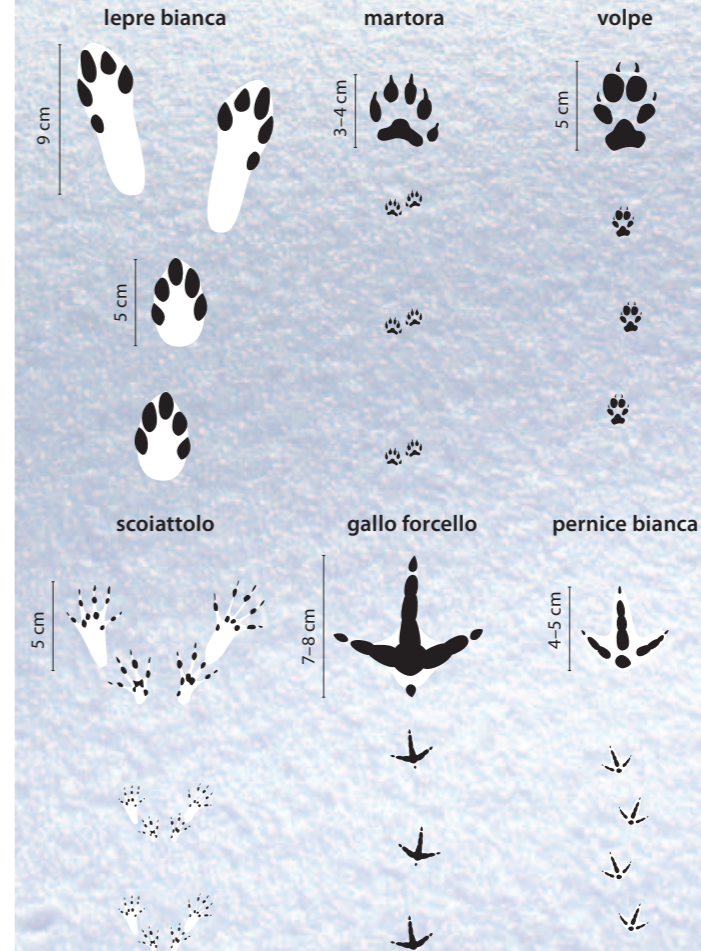 lepre bianca
martora
volpe
9 cm
3–4 cm
5 cm
5 cm
scoiattolo
gallo forcello
pernice bianca
5 cm
7–8 cm
4–5 cm